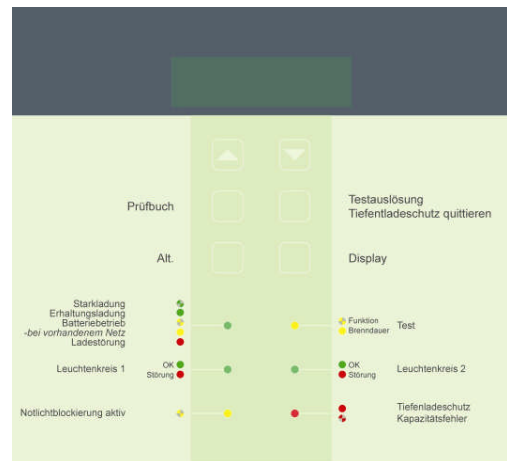 Prüfbuch
Testauslösung
Tiefentladeschutz quittieren
Alt.
Display
Starkladung
Erhaltungsladung
Batteriebetrieb
-bei vorhandenem Netz
Ladestörung
Funktion
Brenndauer
Test
Leuchtenkreis 1
OK
Störung
OK
Störung
Leuchtenkreis 2
Notlichtblockierung aktiv
Tiefenladeschutz
Kapazitätsfehler